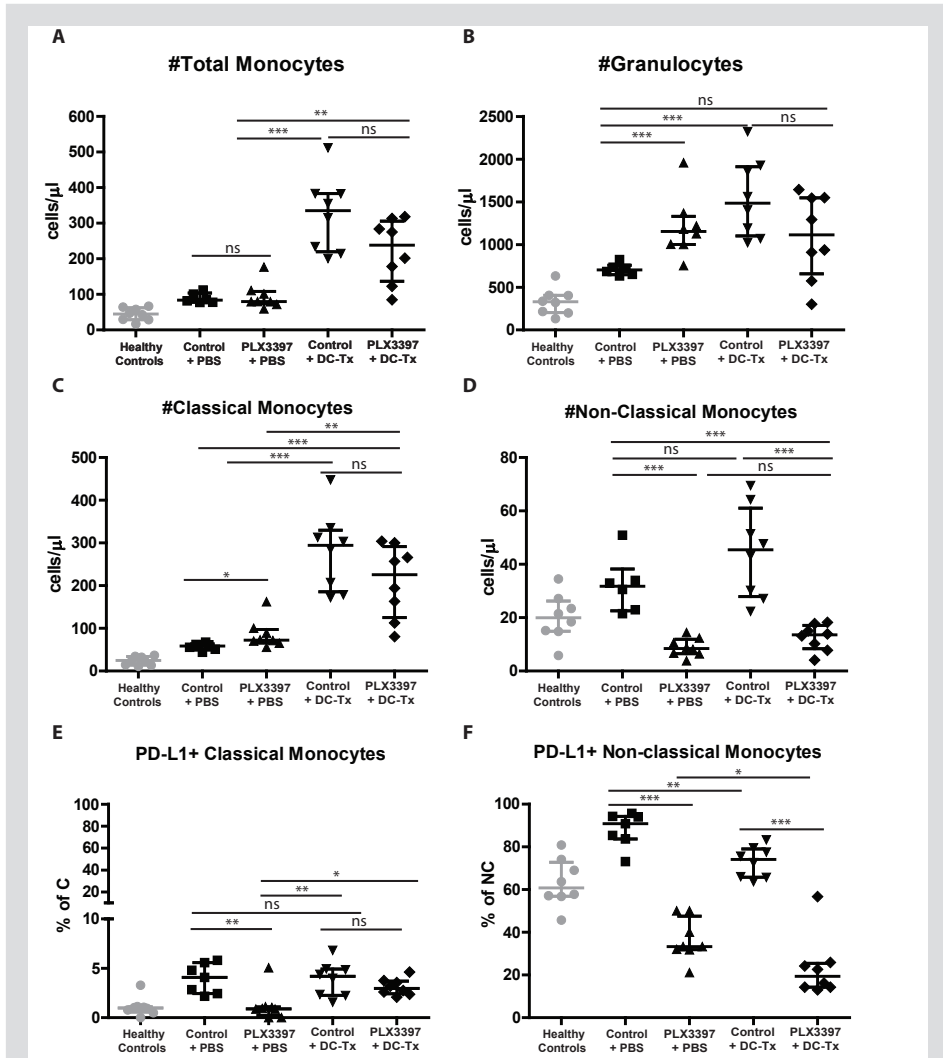 A
#Total Monocytes
600
500
400
300
200
100
0
cells/µl
**
***
ns
ns
Healthy Controls
Control + PBS
PLX3397 + PBS
Control + DC-Tx
PLX3397 + DC-Tx
B
#Granulocytes
2500
2000
1500
1000
500
0
cells/µl
ns
***
ns
***
Healthy Controls
Control + PBS
PLX3397 + PBS
Control + DC-Tx
PLX3397 + DC-Tx
C
#Classical Monocytes
500
400
300
200
100
0
cells/µl
**
***
***
ns
*
Healthy Controls
Control + PBS
PLX3397 + PBS
Control + DC-Tx
PLX3397 + DC-Tx
D
#Non-Classical Monocytes
80
60
40
20
0
cells/µl
***
ns
***
***
ns
Healthy Controls
Control + PBS
PLX3397 + PBS
Control + DC-Tx
PLX3397 + DC-Tx
E
PD-L1+ Classical Monocytes
100
80
60
40
20
10
5
0
% of C
*
**
ns
**
ns
Healthy Controls
Control + PBS
PLX3397 + PBS
Control + DC-Tx
PLX3397 + DC-Tx
F
PD-L1+ Non-classical Monocytes
100
80
60
40
20
0
% of NC
*
**
***
***
Healthy Controls
Control + PBS
PLX3397 + PBS
Control + DC-Tx
PLX3397 + DC-Tx